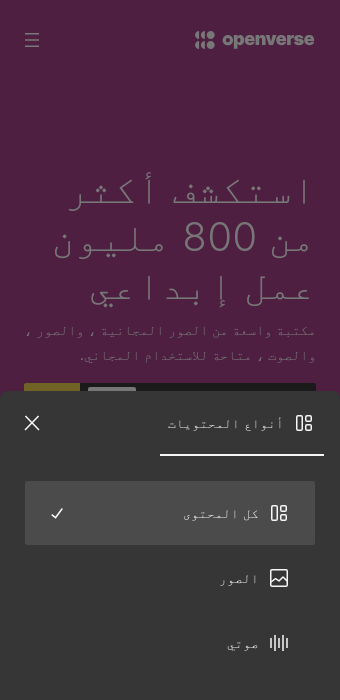 openverse
استكشف أكثر
من 800 مليون
عمل إبداعي
مكتبة واسعة من الصور المجانية ، والصور ،
والصوت ، متاحة للاستخدام المجاني.
أنواع المحتويات
كل المحتوى
الصور
صوتي